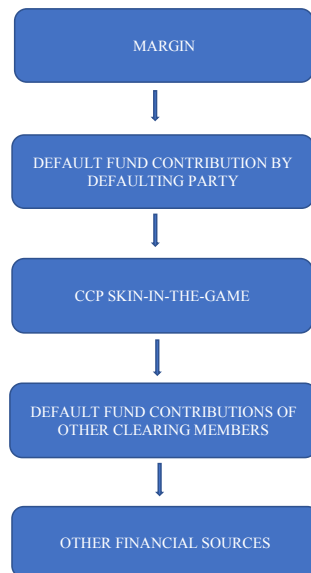 MARGIN
DEFAULT FUND CONTRIBUTION BY
DEFAULTING PARTY
CCP SKIN-IN-THE-GAME
DEFAULT FUND CONTRIBUTIONS OF
OTHER CLEARING MEMBERS
OTHER FINANCIAL SOURCES